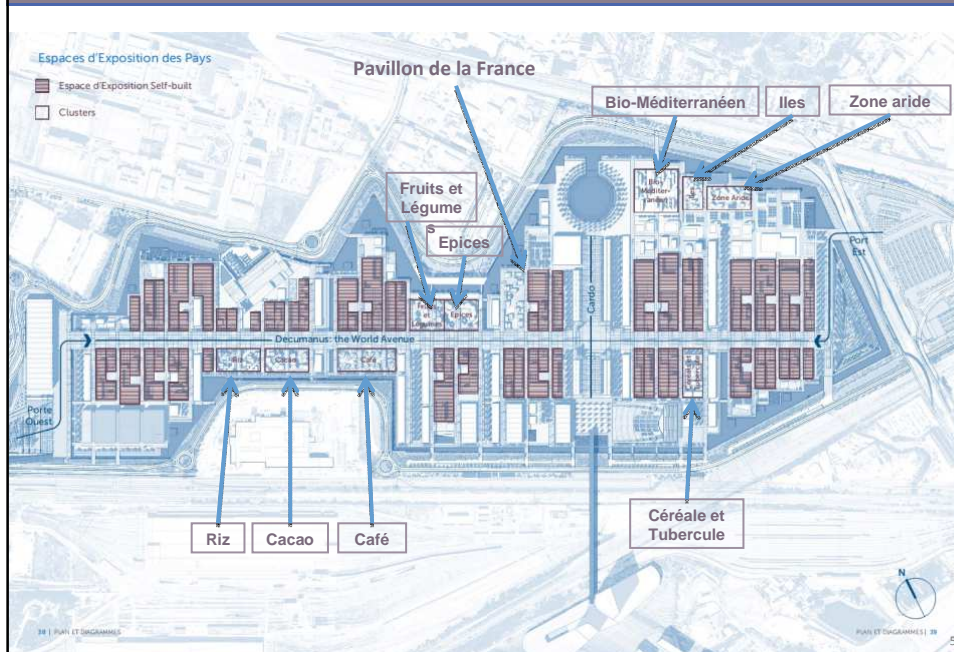 Espaces d'Exposition des Pays
Espace d'Exposition Self-built
Clusters
Pavillon de la France
Bio-Méditerranéen
Iles
Zone aride
Fruits et
Légume
s
Epices
Bio-
Méditer-
ranéen
Zone Aride
Port
Est
Cardo
Fruits
et
Légumes
Epices
Decumanus: the World Avenue
Riz
Cacao
Café
Porte
Ouest
Riz
Cacao
Café
Céréale et
Tubercule
N
38 | PLAN ET DIAGRAMMES
PLAN ET DIAGRAMMES | 39
5